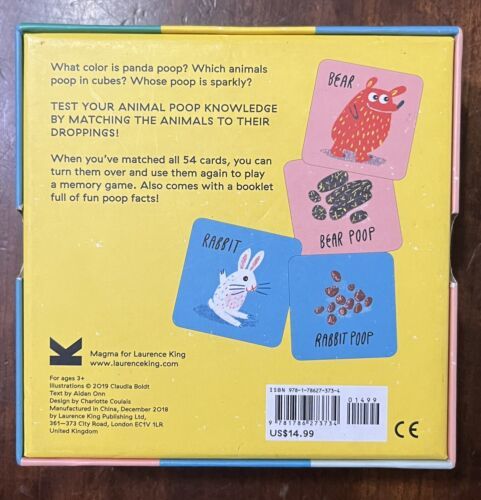 What color is panda poop? Which animals
poop in cubes? Whose poop is sparkly?
TEST YOUR ANIMAL POOP KNOWLEDGE
BY MATCHING THE ANIMALS TO THEIR
DROPPINGS!
When you've matched all 54 cards, you can
turn them over and use them again to play
a memory game. Also comes with a booklet
full of fun poop facts!
BEAR
BEAR POOP
RABBIT
RABBIT POOP
Magma for Laurence King
www.laurenceking.com
For ages 3+
Illustrations © 2019 Claudia Boldt
Text by Aidan Onn
Design by Charlotte Coulais
Manufactured in China, December 2018
by Laurence King Publishing Ltd,
361–373 City Road, London EC1V 1LR
United Kingdom
ISBN 978-1-78627-373-4
01499
9 781786 273734
US$14.99
CE